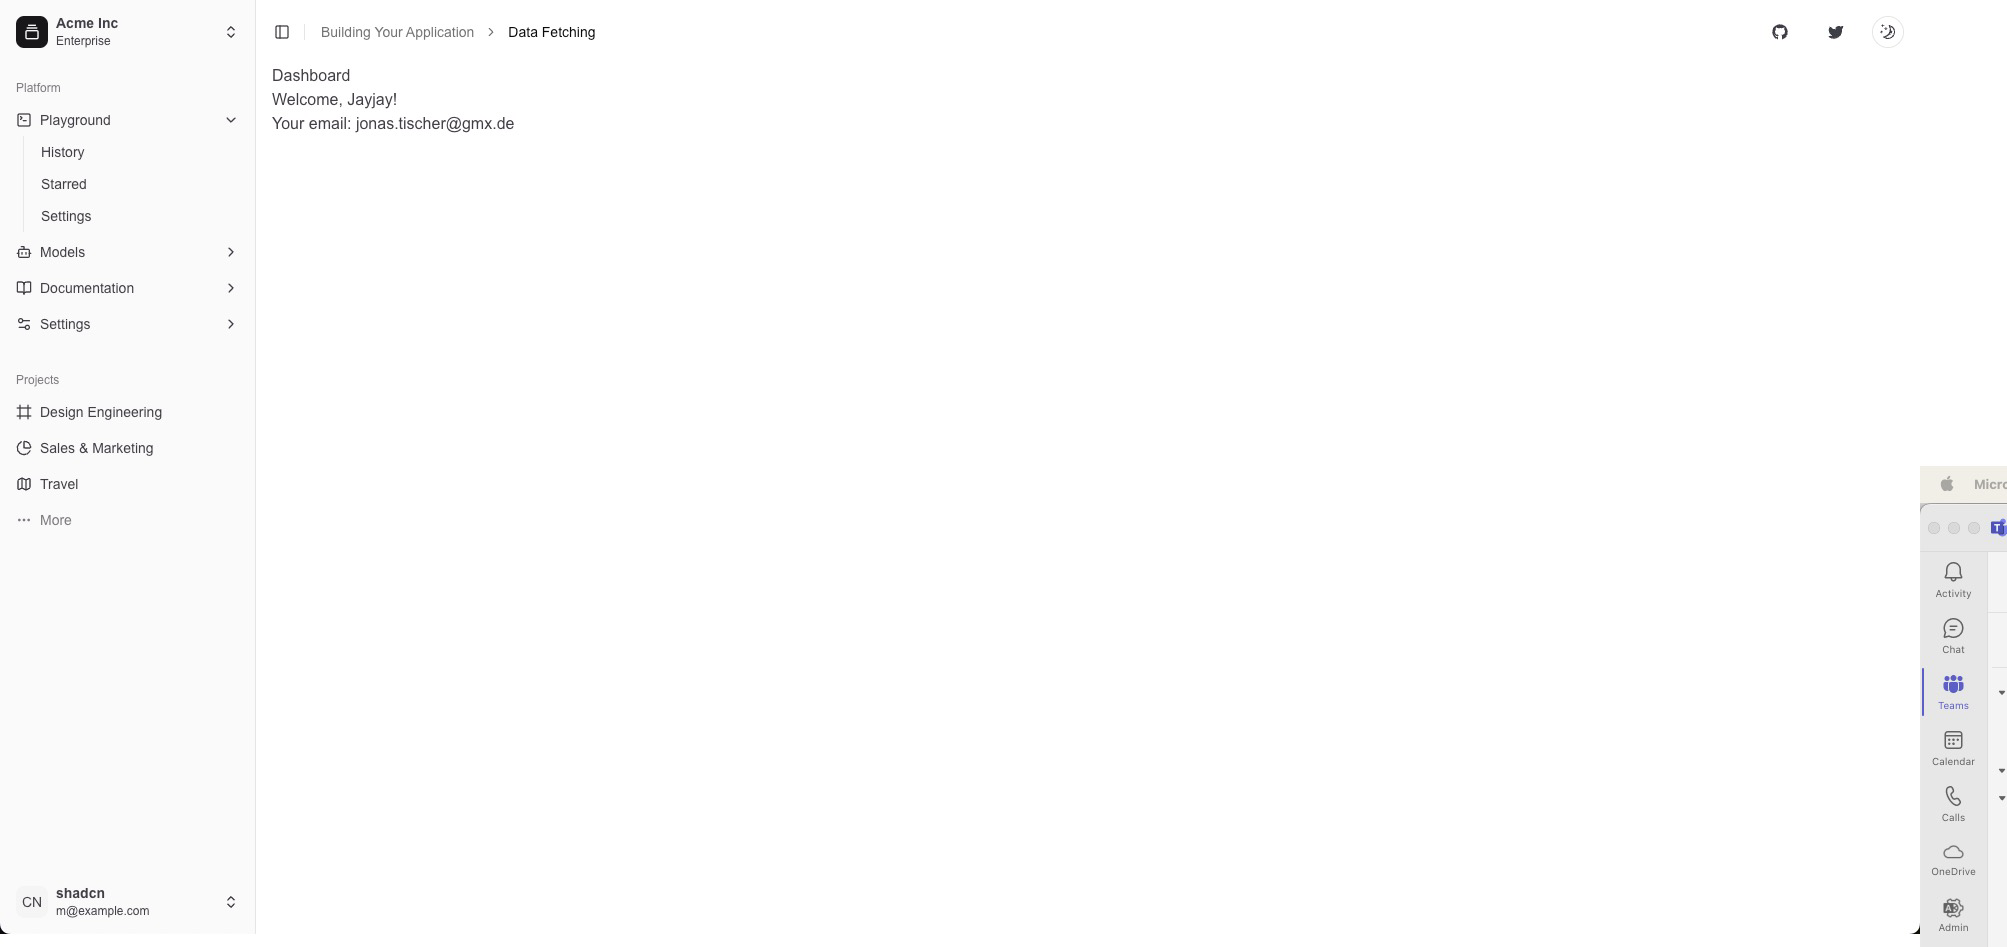 Acme Inc
Enterprise
Platform
Playground
History
Starred
Settings
Models
Documentation
Settings
Projects
Design Engineering
Sales & Marketing
Travel
More
CN
shadcn
m@example.com
Building Your Application
Data Fetching
Dashboard
Welcome, Jayjay!
Your email: jonas.tischer@gmx.de
Micro
T
Activity
Chat
Teams
Calendar
Calls
OneDrive
Admin